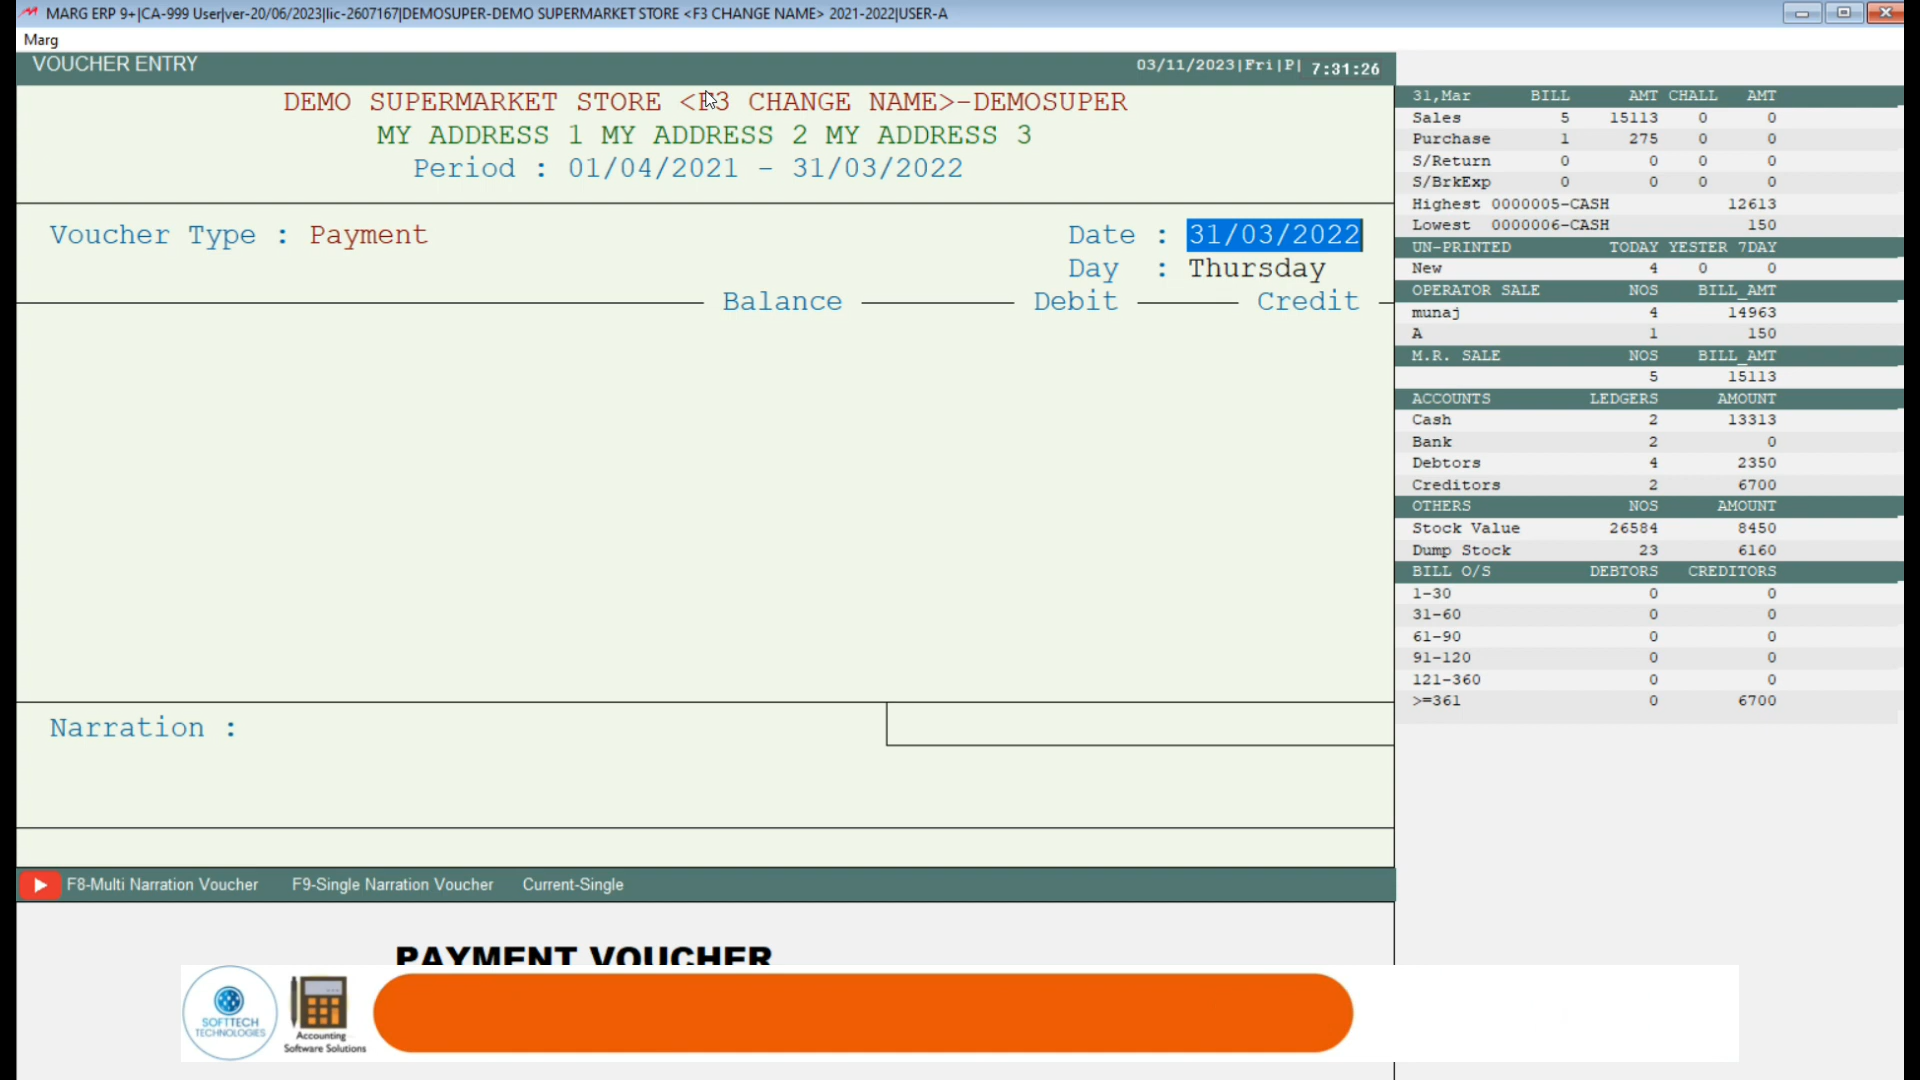 MARG ERP 9+|CA-999 User|ver-20/06/2023|lic-2607167|DEMOSUPER-DEMO SUPERMARKET STORE <F3 CHANGE NAME> 2021-2022|USER-A
Marg
VOUCHER ENTRY 03/11/2023|Fri|P| 7:31:26
DEMO SUPERMARKET STORE <F3 CHANGE NAME>-DEMOSUPER
MY ADDRESS 1 MY ADDRESS 2 MY ADDRESS 3
Period : 01/04/2021 - 31/03/2022
Voucher Type : Payment Date : 31/03/2022
Day : Thursday
Balance Debit Credit
Narration :
F8-Multi Narration Voucher F9-Single Narration Voucher Current-Single
PAYMENT VOUCHER
SOFTTECH
TECHNOLOGIES
Accounting
Software Solutions
31,Mar BILL AMT CHALL AMT
Sales 5 15113 0 0
Purchase 1 275 0 0
S/Return 0 0 0 0
S/BrkExp 0 0 0 0
Highest 0000005-CASH 12613
Lowest 0000006-CASH 150
UN-PRINTED TODAY YESTER 7DAY
New 4 0 0
OPERATOR SALE NOS BILL_AMT
munaj 4 14963
A 1 150
M.R. SALE NOS BILL_AMT
5 15113
ACCOUNTS LEDGERS AMOUNT
Cash 2 13313
Bank 2 0
Debtors 4 2350
Creditors 2 6700
OTHERS NOS AMOUNT
Stock Value 26584 8450
Dump Stock 23 6160
BILL O/S DEBTORS CREDITORS
1-30 0 0
31-60 0 0
61-90 0 0
91-120 0 0
121-360 0 0
>=361 0 6700